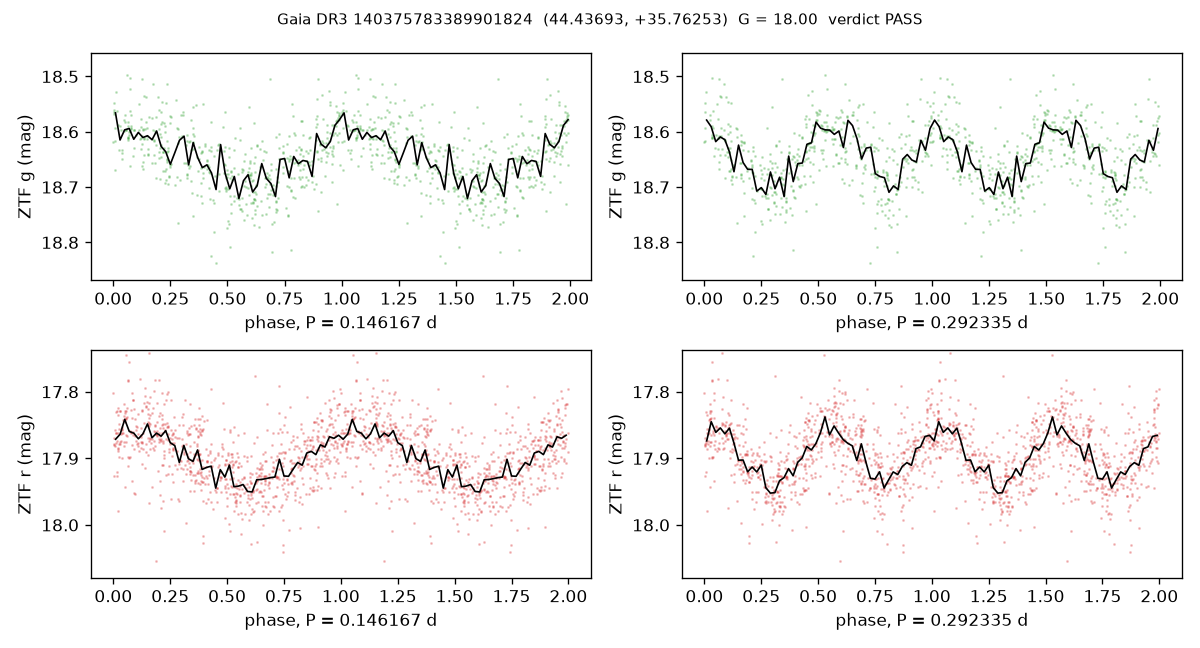 Gaia DR3 140375783389901824 (44.43693, +35.76253) G = 18.00 verdict PASS
ZTF g (mag)
18.5
18.6
18.7
18.8
0.00 0.25 0.50 0.75 1.00 1.25 1.50 1.75 2.00
phase, P = 0.146167 d
ZTF g (mag)
18.5
18.6
18.7
18.8
0.00 0.25 0.50 0.75 1.00 1.25 1.50 1.75 2.00
phase, P = 0.292335 d
ZTF r (mag)
17.8
17.9
18.0
0.00 0.25 0.50 0.75 1.00 1.25 1.50 1.75 2.00
phase, P = 0.146167 d
ZTF r (mag)
17.8
17.9
18.0
0.00 0.25 0.50 0.75 1.00 1.25 1.50 1.75 2.00
phase, P = 0.292335 d